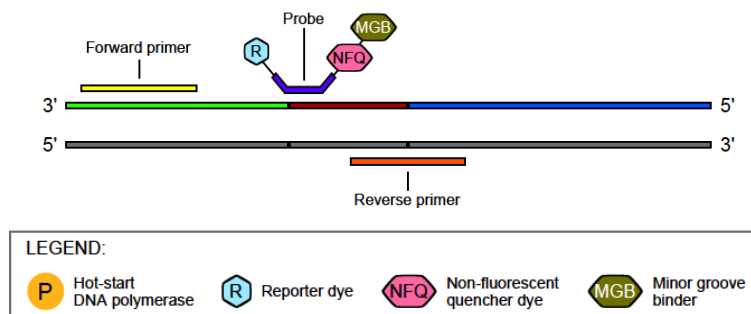 Probe
MGB
Forward primer
R
NFQ
3' 5'
5' 3'
Reverse primer
LEGEND:
P Hot-start DNA polymerase
R Reporter dye
NFQ Non-fluorescent quencher dye
MGB Minor groove binder